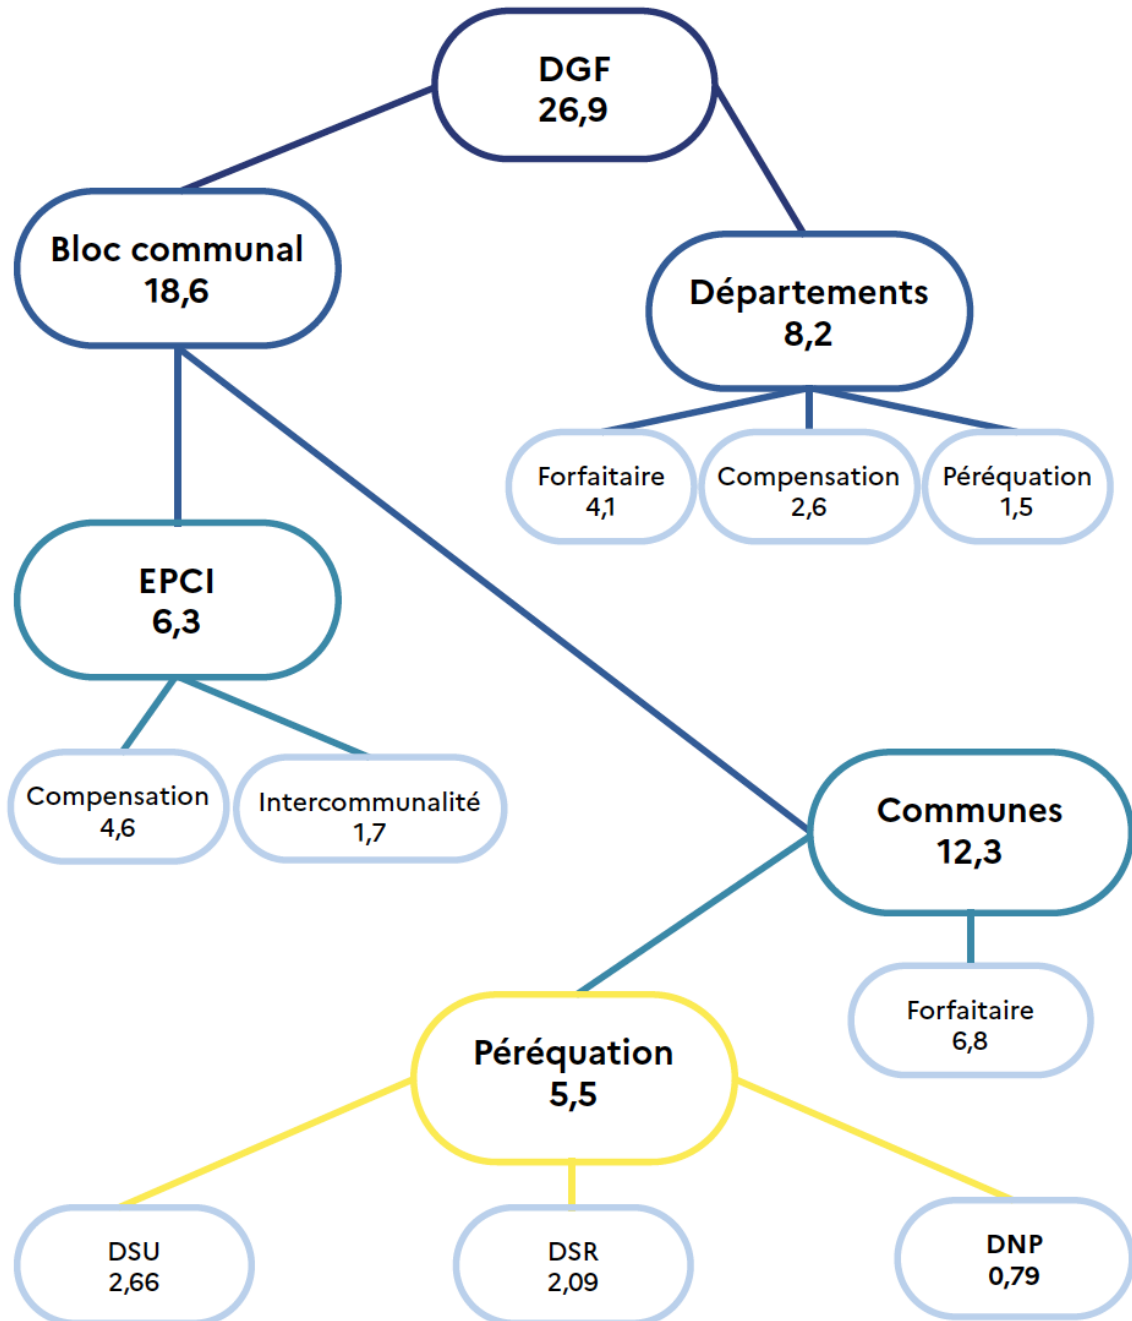 DGF
26,9
Bloc communal
18,6
Départements
8,2
Forfaitaire
4,1
Compensation
2,6
Péréquation
1,5
EPCI
6,3
Compensation
4,6
Intercommunalité
1,7
Communes
12,3
Forfaitaire
6,8
Péréquation
5,5
DSU
2,66
DSR
2,09
DNP
0,79